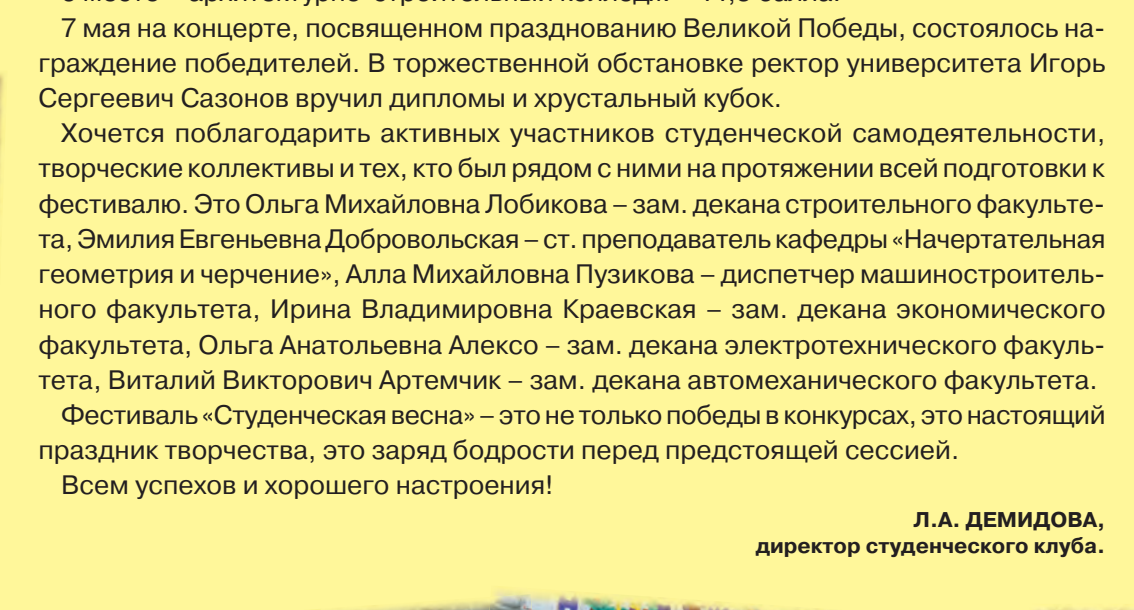 7 мая на концерте, посвященном празднованию Великой Победы, состоялось на-
граждение победителей. В торжественной обстановке ректор университета Игорь
Сергеевич Сазонов вручил дипломы и хрустальный кубок.
Хочется поблагодарить активных участников студенческой самодеятельности,
творческие коллективы и тех, кто был рядом с ними на протяжении всей подготовки к
фестивалю. Это Ольга Михайловна Лобикова – зам. декана строительного факульте-
та, Эмилия Евгеньевна Добровольская – ст. преподаватель кафедры «Начертательная
геометрия и черчение», Алла Михайловна Пузикова – диспетчер машиностроитель-
ного факультета, Ирина Владимировна Краевская – зам. декана экономического
факультета, Ольга Анатольевна Алексо – зам. декана электротехнического факуль-
тета, Виталий Викторович Артемчик – зам. декана автомеханического факультета.
Фестиваль «Студенческая весна» – это не только победы в конкурсах, это настоящий
праздник творчества, это заряд бодрости перед предстоящей сессией.
Всем успехов и хорошего настроения!
Л.А. ДЕМИДОВА,
директор студенческого клуба.